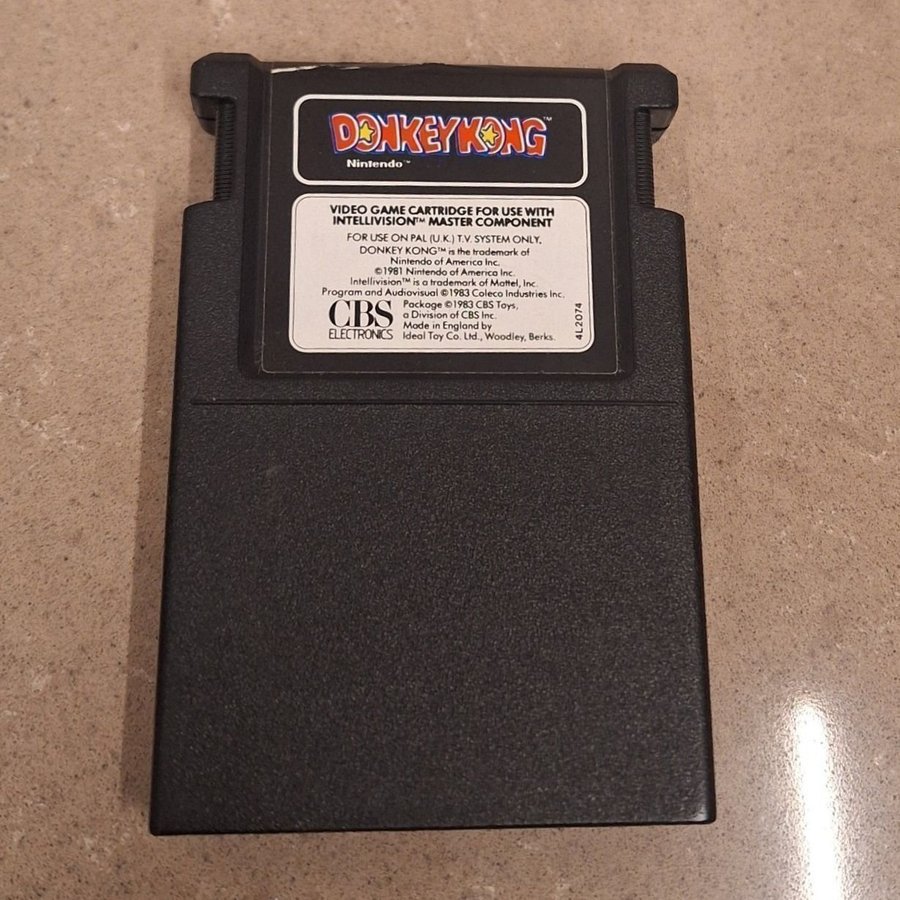 DONKEY KONG™
Nintendo™
VIDEO GAME CARTRIDGE FOR USE WITH
INTELLIVISION™ MASTER COMPONENT
FOR USE ON PAL (U.K.) T.V. SYSTEM ONLY.
DONKEY KONG™ is the trademark of
Nintendo of America Inc.
©1981 Nintendo of America Inc.
Intellivision™ is a trademark of Mattel, Inc.
Program and Audiovisual ©1983 Coleco Industries Inc.
CBS
ELECTRONICS
Package ©1983 CBS Toys,
a Division of CBS Inc.
Made in England by
Ideal Toy Co. Ltd., Woodley, Berks.
4L2074